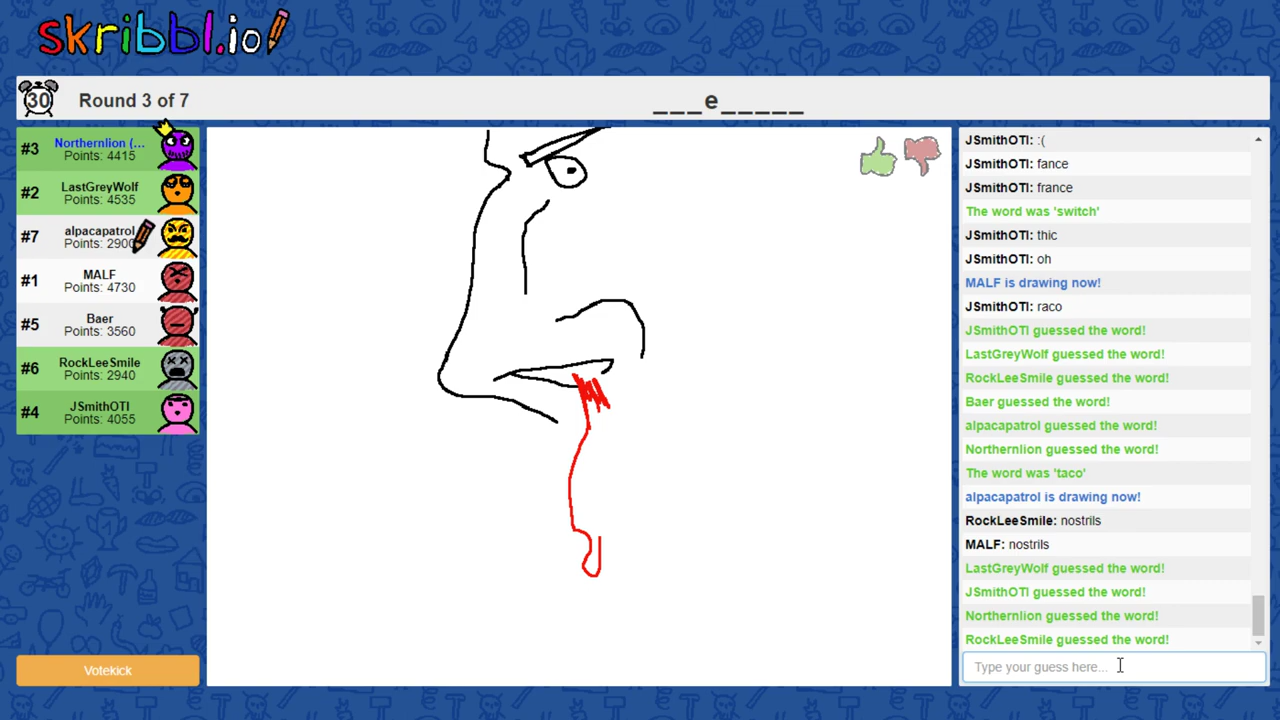 skribbl.io
30
Round 3 of 7
___e_____
#3
Northernlion (...
Points: 4415
#2
LastGreyWolf
Points: 4535
#7
alpacapatrol
Points: 2900
#1
MALF
Points: 4730
#5
Baer
Points: 3560
#6
RockLeeSmile
Points: 2940
#4
JSmithOTI
Points: 4055
Votekick
JSmithOTI: :(
JSmithOTI: fance
JSmithOTI: france
The word was 'switch'
JSmithOTI: thic
JSmithOTI: oh
MALF is drawing now!
JSmithOTI: raco
JSmithOTI guessed the word!
LastGreyWolf guessed the word!
RockLeeSmile guessed the word!
Baer guessed the word!
alpacapatrol guessed the word!
Northernlion guessed the word!
The word was 'taco'
alpacapatrol is drawing now!
RockLeeSmile: nostrils
MALF: nostrils
LastGreyWolf guessed the word!
JSmithOTI guessed the word!
Northernlion guessed the word!
RockLeeSmile guessed the word!
Type your guess here...